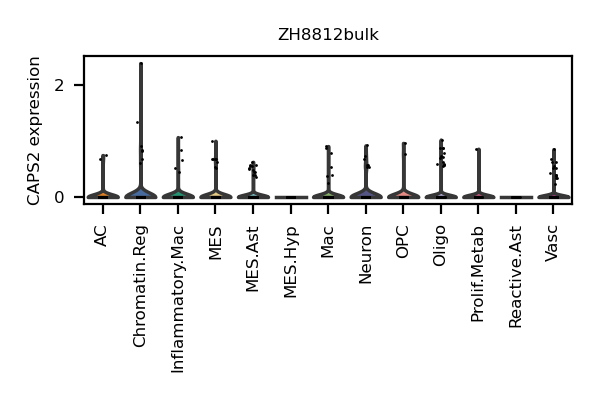 ZH8812bulk
CAPS2 expression
2
0
AC
Chromatin.Reg
Inflammatory.Mac
MES
MES.Ast
MES.Hyp
Mac
Neuron
OPC
Oligo
Prolif.Metab
Reactive.Ast
Vasc